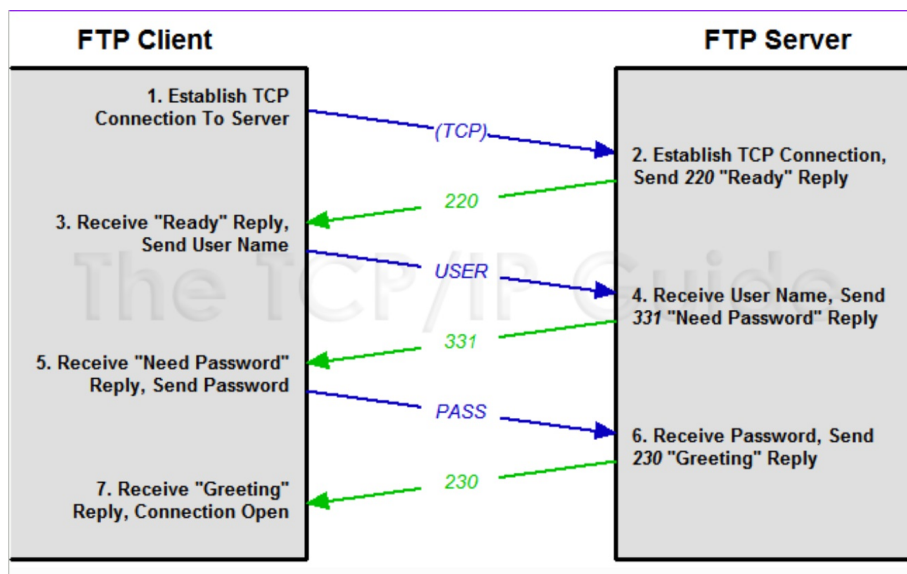 FTP Client
FTP Server
1. Establish TCP
Connection To Server
(TCP)
2. Establish TCP Connection,
Send 220 "Ready" Reply
220
3. Receive "Ready" Reply,
Send User Name
The TCP/IP Guide
USER
4. Receive User Name, Send
331 "Need Password" Reply
331
5. Receive "Need Password"
Reply, Send Password
PASS
6. Receive Password, Send
230 "Greeting" Reply
230
7. Receive "Greeting"
Reply, Connection Open